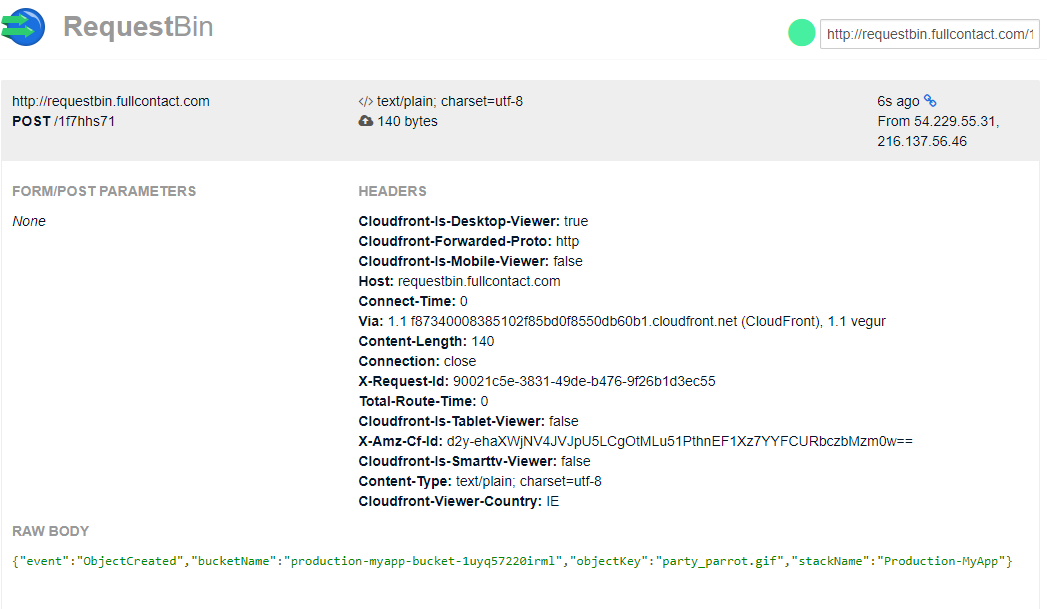 RequestBin
http://requestbin.fullcontact.com/1
http://requestbin.fullcontact.com
POST /1f7hhs71
</> text/plain; charset=utf-8
140 bytes
6s ago
From 54.229.55.31,
216.137.56.46
FORM/POST PARAMETERS
None
HEADERS
Cloudfront-Is-Desktop-Viewer: true
Cloudfront-Forwarded-Proto: http
Cloudfront-Is-Mobile-Viewer: false
Host: requestbin.fullcontact.com
Connect-Time: 0
Via: 1.1 f87340008385102f85bd0f8550db60b1.cloudfront.net (CloudFront), 1.1 vegur
Content-Length: 140
Connection: close
X-Request-Id: 90021c5e-3831-49de-b476-9f26b1d3ec55
Total-Route-Time: 0
Cloudfront-Is-Tablet-Viewer: false
X-Amz-Cf-Id: d2y-ehaXWjNV4JVJpU5LCgOtMLu51PthnEF1Xz7YYFCURbczbMzm0w==
Cloudfront-Is-Smarttv-Viewer: false
Content-Type: text/plain; charset=utf-8
Cloudfront-Viewer-Country: IE
RAW BODY
{"event":"ObjectCreated","bucketName":"production-myapp-bucket-1uyq57220irml","objectKey":"party_parrot.gif","stackName":"Production-MyApp"}